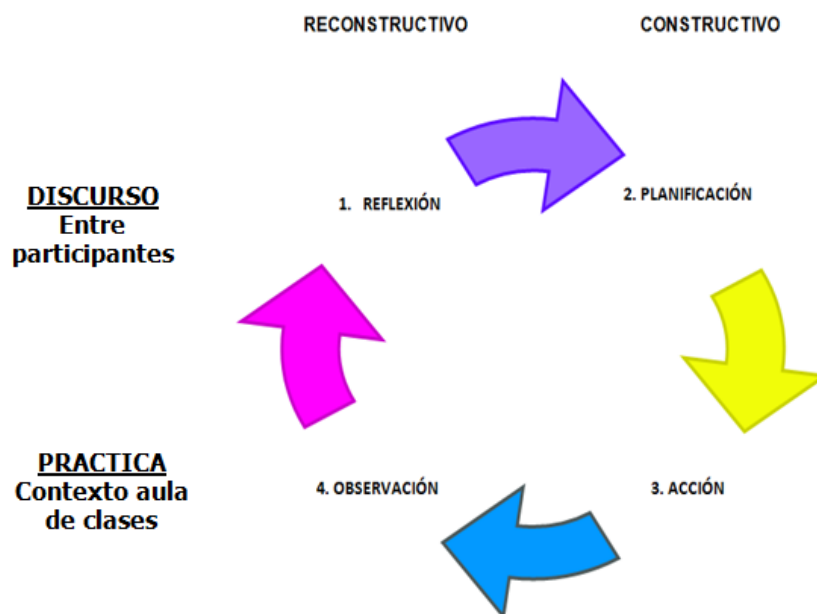 RECONSTRUCTIVO
CONSTRUCTIVO
DISCURSO
Entre
participantes
1. REFLEXIÓN
2. PLANIFICACIÓN
PRACTICA
Contexto aula
de clases
4. OBSERVACIÓN
3. ACCIÓN